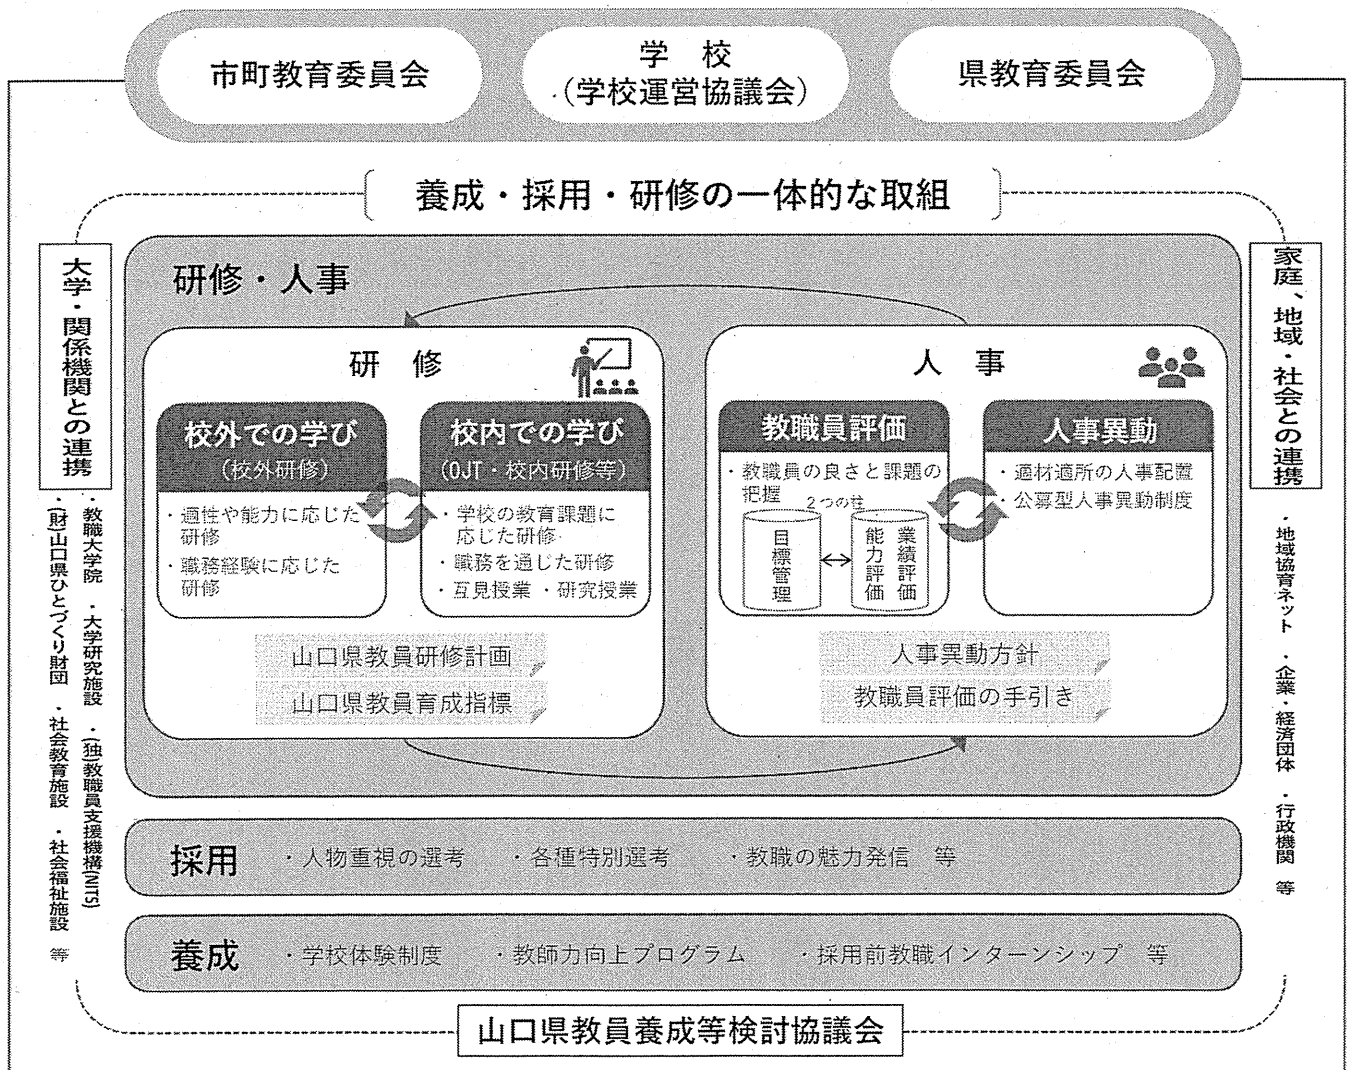 市町教育委員会
学　校
(学校運営協議会)
県教育委員会
養成・採用・研修の一体的な取組
大学・関係機関との連携
・教職大学院　・大学研究施設　・(独)教職員支援機構(NITS)
・(財)山口県ひとづくり財団　・社会教育施設　・社会福祉施設　等
研修・人事
研　修
校外での学び
(校外研修)
・適性や能力に応じた
研修
・職務経験に応じた
研修
校内での学び
(OJT・校内研修等)
・学校の教育課題に
応じた研修
・職務を通じた研修
・互見授業 ・研究授業
山口県教員研修計画
山口県教員育成指標
人　事
教職員評価
・教職員の良さと課題の
把握
2つの柱
目標管理
業績評価
能力評価
人事異動
・適材適所の人事配置
・公募型人事異動制度
人事異動方針
教職員評価の手引き
家庭、地域・社会との連携
・地域協育ネット　・企業・経済団体　・行政機関　等
採用　・人物重視の選考　・各種特別選考　・教職の魅力発信　等
養成　・学校体験制度　・教師力向上プログラム　・採用前教職インターンシップ　等
山口県教員養成等検討協議会